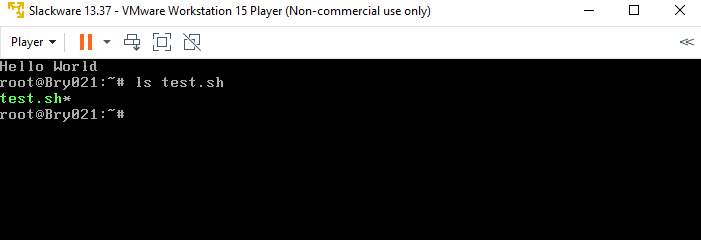 Slackware 13.37 - VMware Workstation 15 Player (Non-commercial use only)
Player
Hello World
root@Bry021:~# ls test.sh
test.sh*
root@Bry021:~#